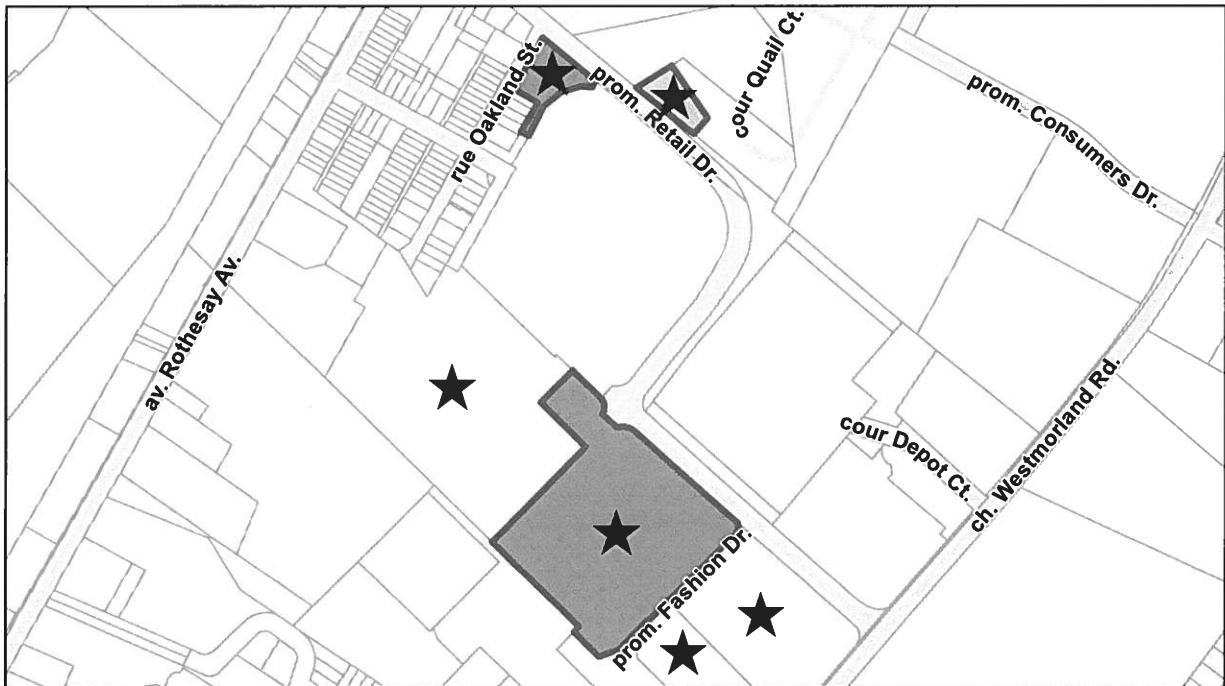 rue Oakland St.
prom. Retail Dr.
cour Quail Ct.
prom. Consumers Dr.
av. Rothesay Av.
cour Depot Ct.
ch. Westmorland Rd.
prom. Fashion Dr.